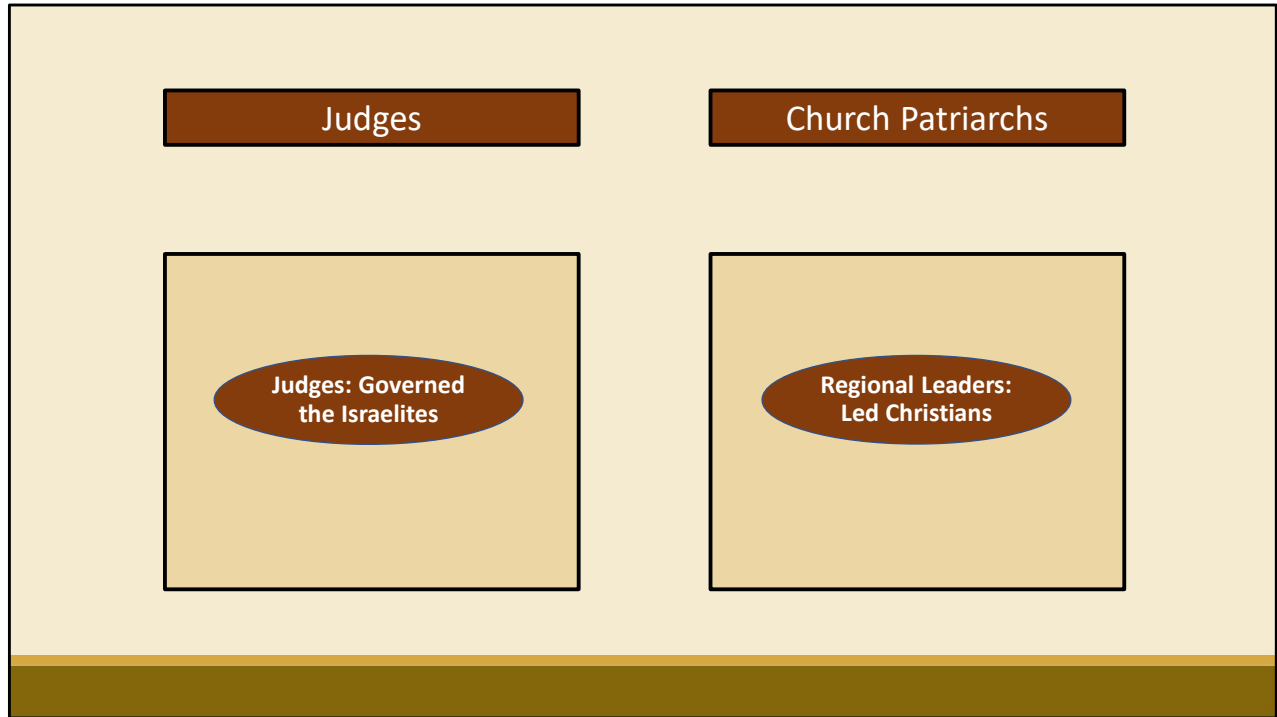 Judges
Church Patriarchs
Judges: Governed
the Israelites
Regional Leaders:
Led Christians